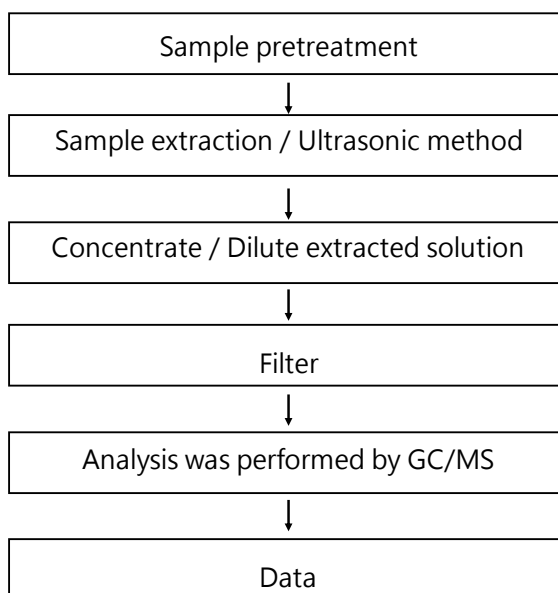 Sample pretreatment
Sample extraction / Ultrasonic method
Concentrate / Dilute extracted solution
Filter
Analysis was performed by GC/MS
Data